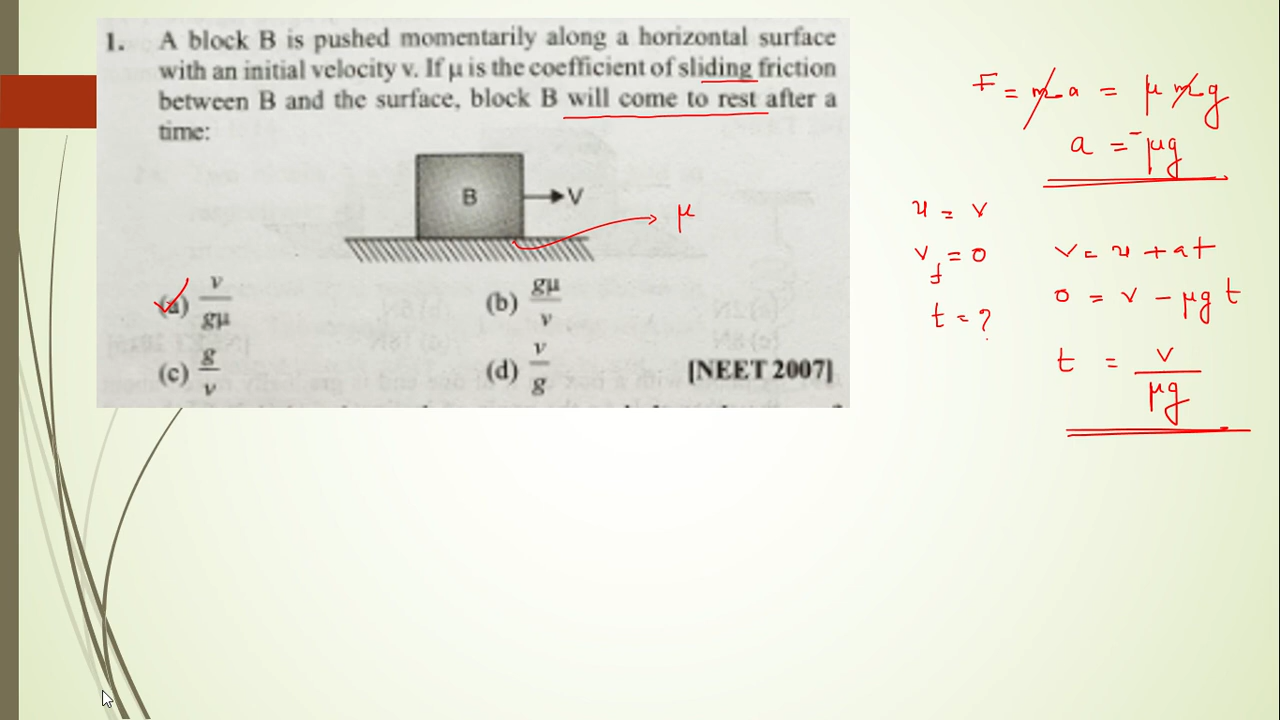 1. A block B is pushed momentarily along a horizontal surface
with an initial velocity v. If μ is the coefficient of sliding friction
between B and the surface, block B will come to rest after a
time:
B
V
μ
(a) v/gμ
(b) gμ/v
(c) g/v
(d) v/g
[NEET 2007]
F = ma = μmg
a = -μg
u = v
v_f = 0
t = ?
v = u + at
0 = v - μgt
t = v/μg